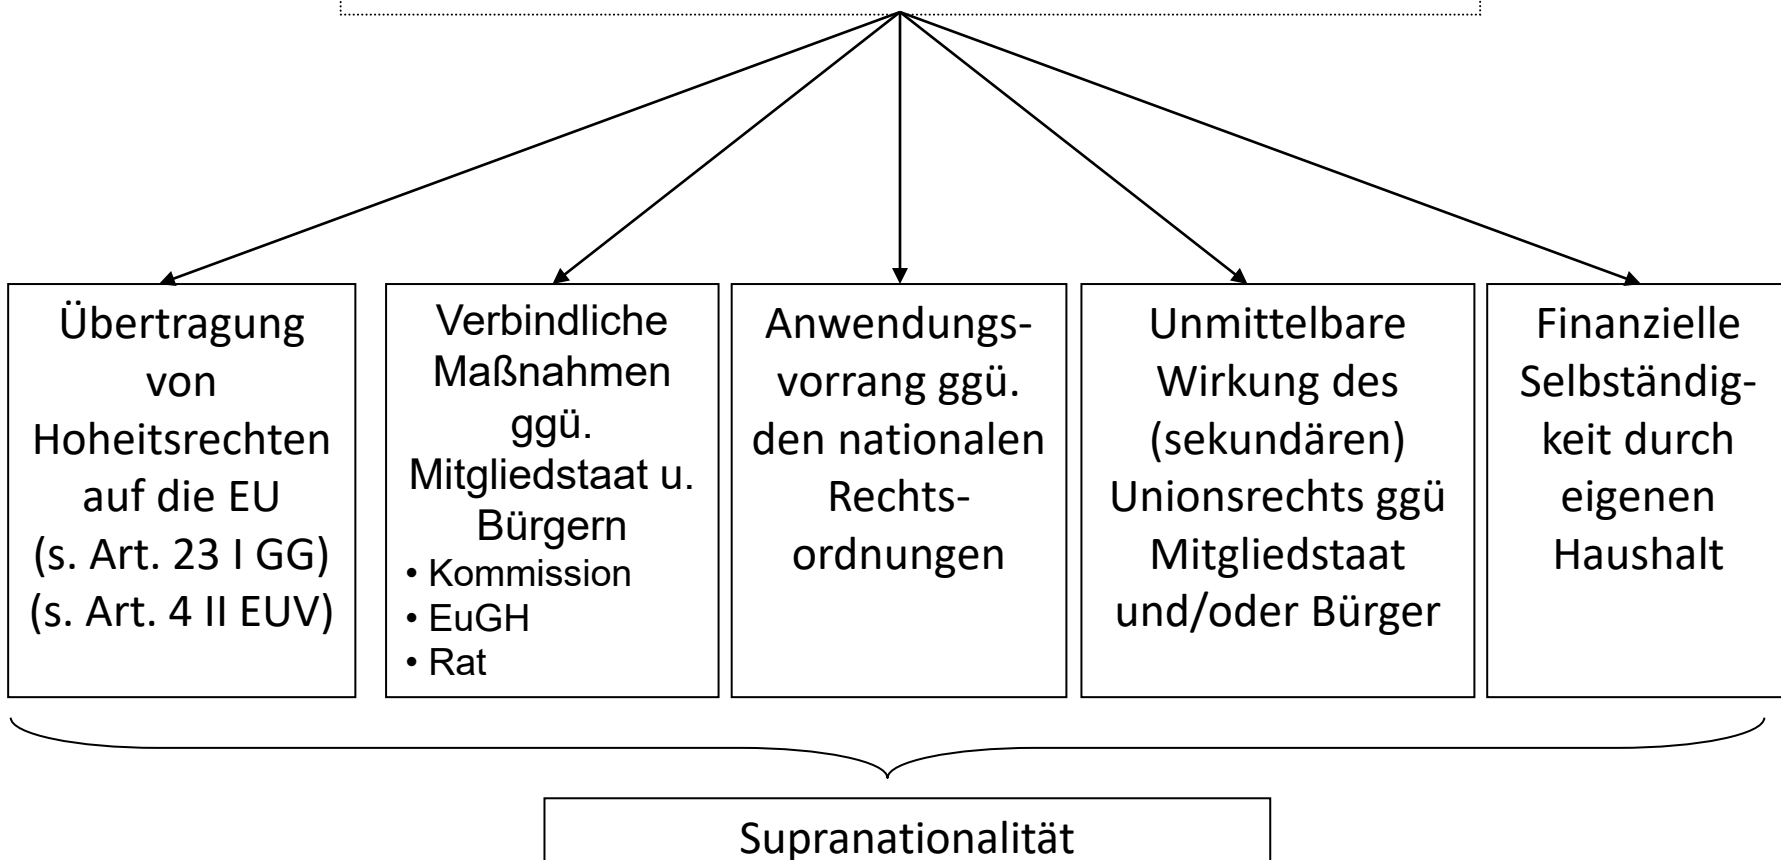 Übertragung
von
Hoheitsrechten
auf die EU
(s. Art. 23 I GG)
(s. Art. 4 II EUV)
Verbindliche
Maßnahmen
ggü.
Mitgliedstaat u.
Bürgern
• Kommission
• EuGH
• Rat
Anwendungs-
vorrang ggü.
den nationalen
Rechts-
ordnungen
Unmittelbare
Wirkung des
(sekundären)
Unionsrechts ggü
Mitgliedstaat
und/oder Bürger
Finanzielle
Selbständig-
keit durch
eigenen
Haushalt
Supranationalität